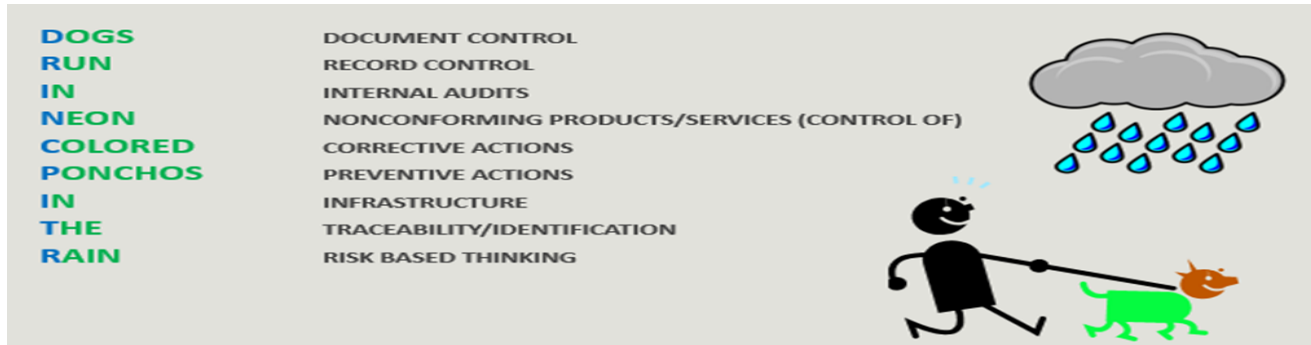 DOGS DOCUMENT CONTROL
RUN RECORD CONTROL
IN INTERNAL AUDITS
NEON NONCONFORMING PRODUCTS/SERVICES (CONTROL OF)
COLORED CORRECTIVE ACTIONS
PONCHOS PREVENTIVE ACTIONS
IN INFRASTRUCTURE
THE TRACEABILITY/IDENTIFICATION
RAIN RISK BASED THINKING